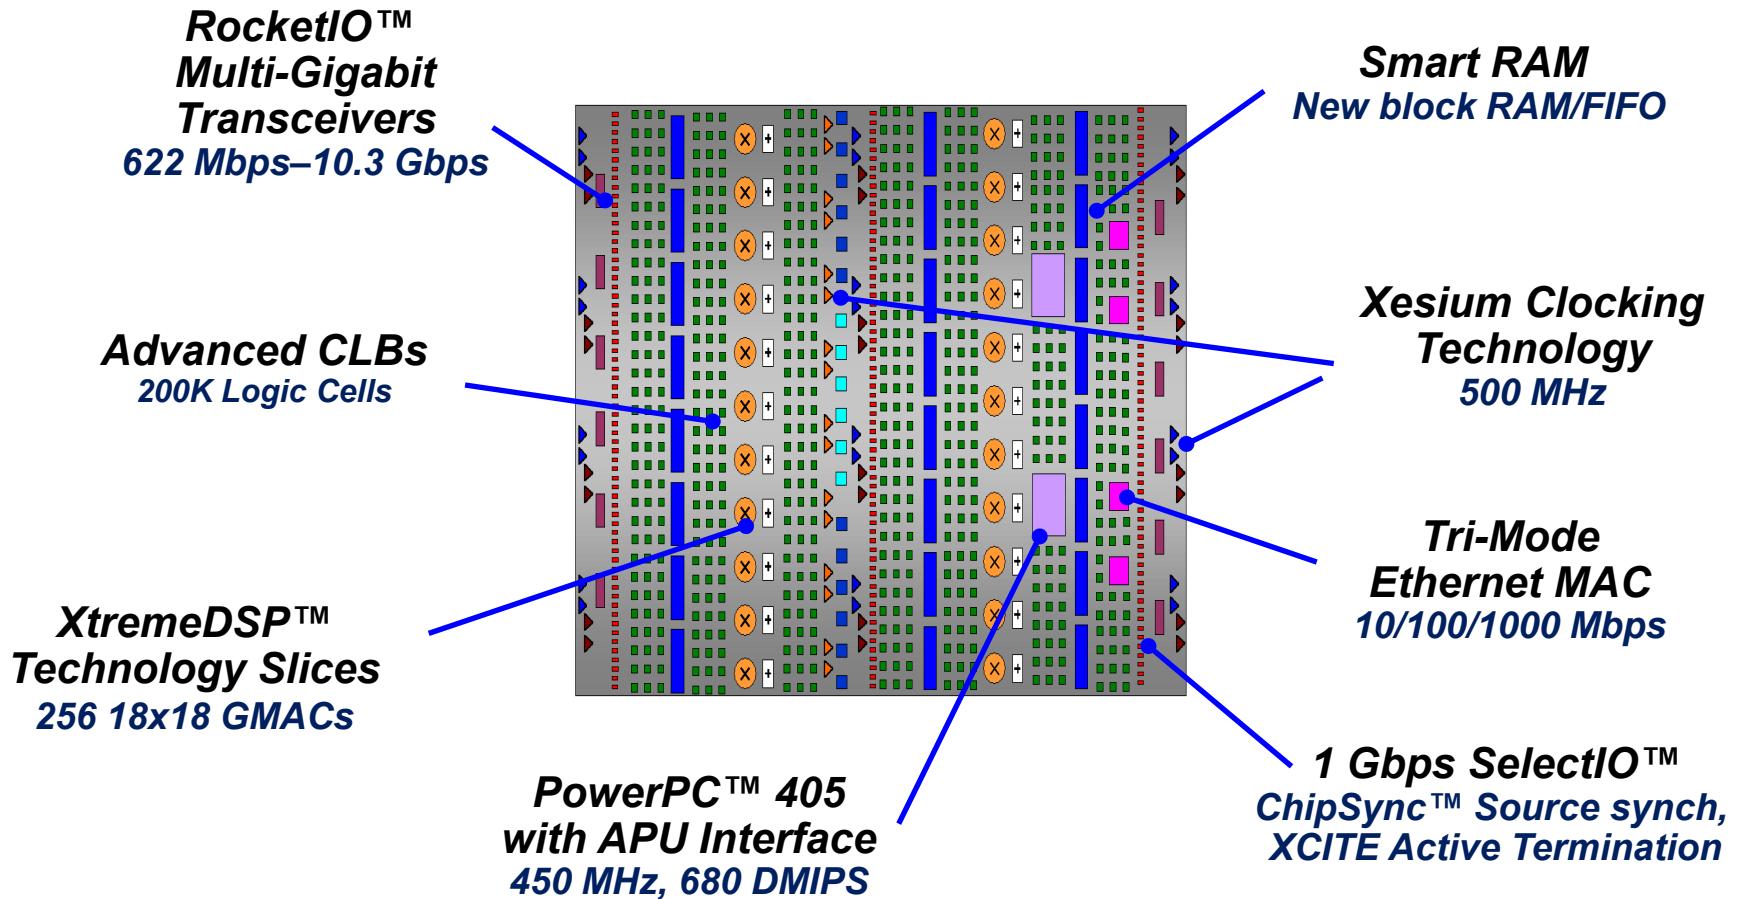 RocketIO™
Multi-Gigabit
Transceivers
622 Mbps–10.3 Gbps
Smart RAM
New block RAM/FIFO
Advanced CLBs
200K Logic Cells
Xesium Clocking
Technology
500 MHz
XtremeDSP™
Technology Slices
256 18x18 GMACs
Tri-Mode
Ethernet MAC
10/100/1000 Mbps
PowerPC™ 405
with APU Interface
450 MHz, 680 DMIPS
1 Gbps SelectIO™
ChipSync™ Source synch,
XCITE Active Termination